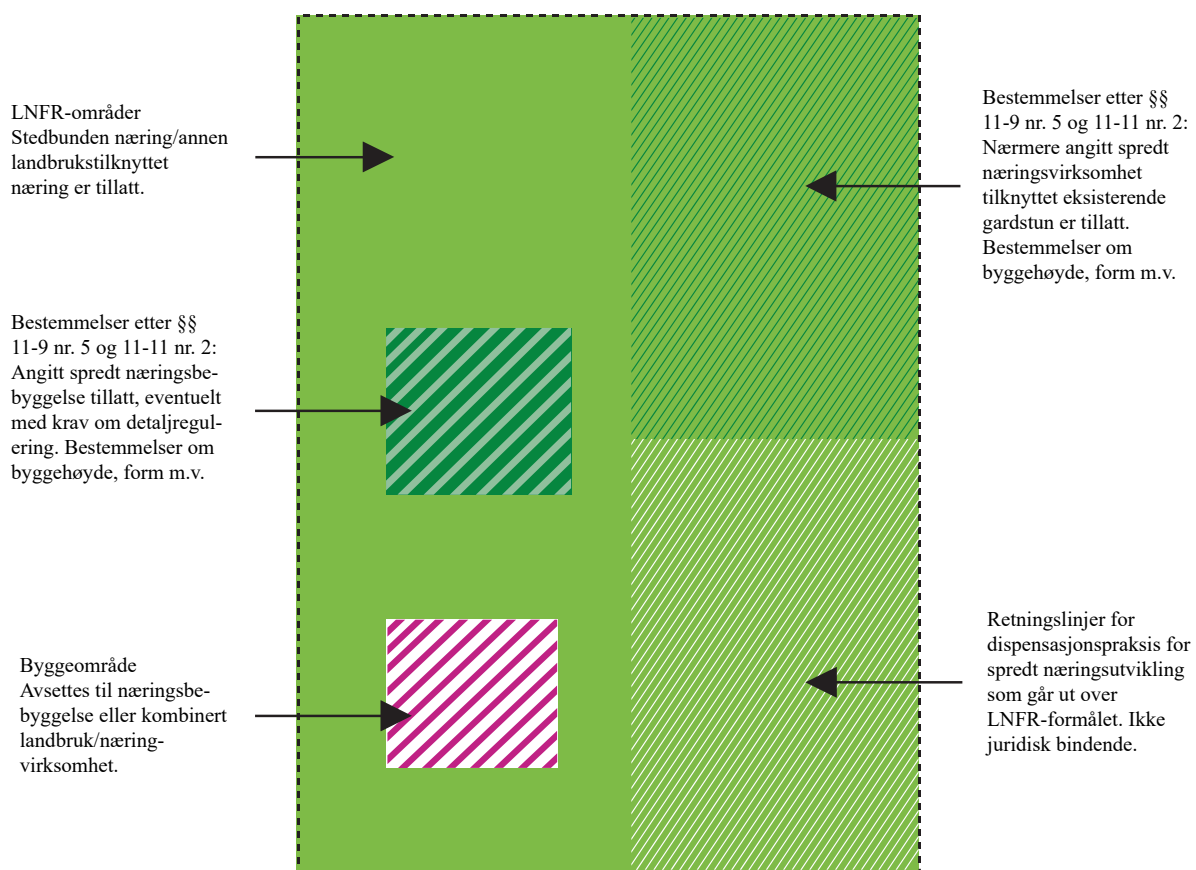 LNFR-områder
Stedbunden næring/annen
landbrukstilknyttet
næring er tillatt.
Bestemmelser etter §§
11-9 nr. 5 og 11-11 nr. 2:
Angitt spredt næringsbe-
byggelse tillatt, eventuelt
med krav om detaljregul-
ering. Bestemmelser om
byggehøyde, form m.v.
Byggeområde
Avsettes til næringsbe-
byggelse eller kombinert
landbruk/næring-
virksomhet.
Bestemmelser etter §§
11-9 nr. 5 og 11-11 nr. 2:
Nærmere angitt spredt
næringsvirksomhet
tilknyttet eksisterende
gardstun er tillatt.
Bestemmelser om
byggehøyde, form m.v.
Retningslinjer for
dispensasjonspraksis for
spredt næringsutvikling
som går ut over
LNFR-formålet. Ikke
juridisk bindende.